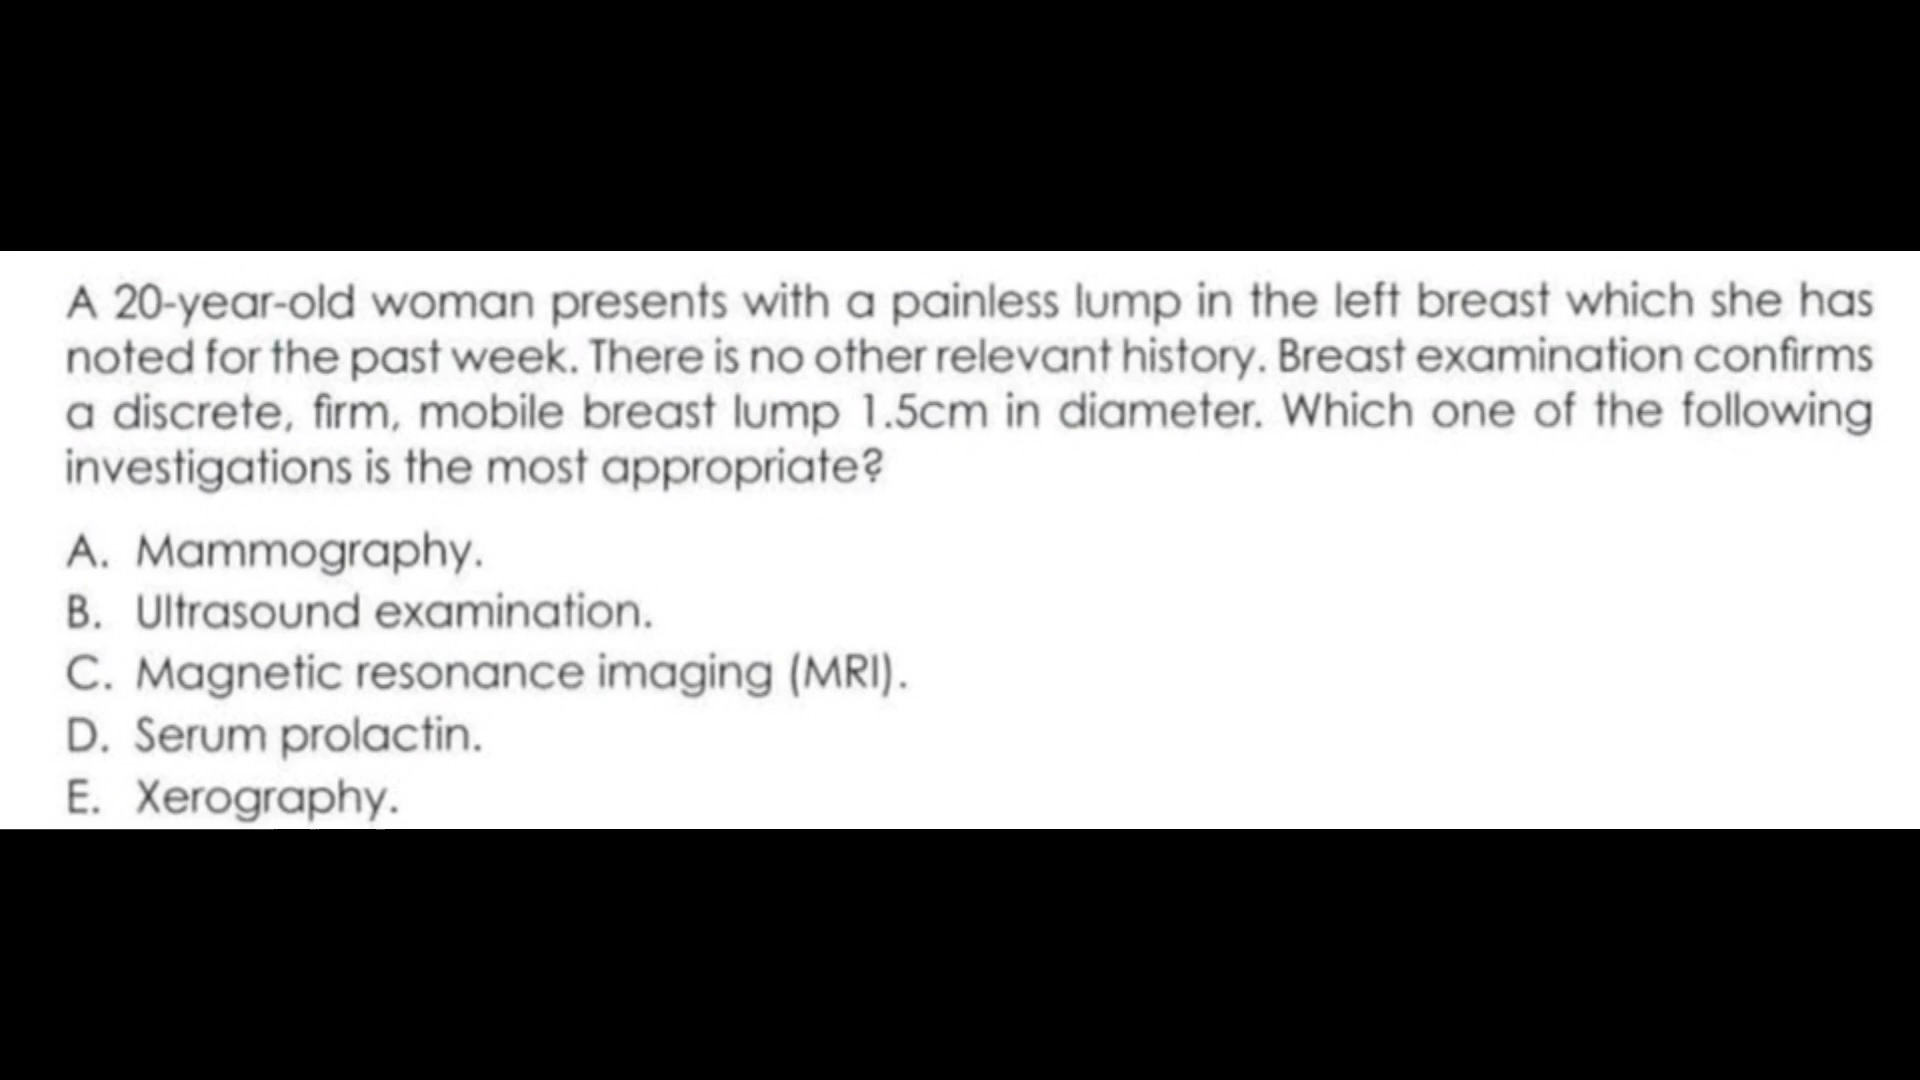 A 20-year-old woman presents with a painless lump in the left breast which she has
noted for the past week. There is no other relevant history. Breast examination confirms
a discrete, firm, mobile breast lump 1.5cm in diameter. Which one of the following
investigations is the most appropriate?
A. Mammography.
B. Ultrasound examination.
C. Magnetic resonance imaging (MRI).
D. Serum prolactin.
E. Xerography.